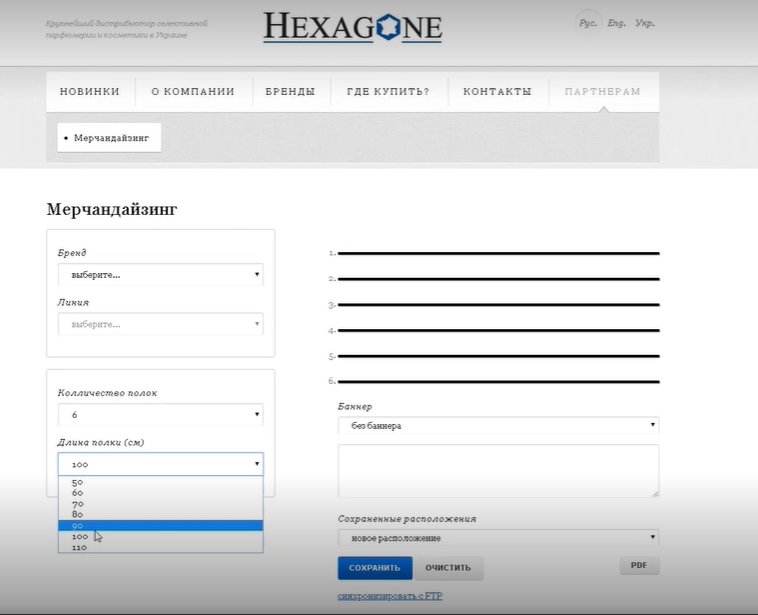 Крупнейший дистрибьютор селективной
парфюмерии и косметики в Украине
HEXAGONE
Рус. Eng. Укр.
НОВИНКИ О КОМПАНИИ БРЕНДЫ ГДЕ КУПИТЬ? КОНТАКТЫ ПАРТНЕРАМ
Мерчандайзинг
Мерчандайзинг
Бренд
выберите...
Линия
выберите...
Колличество полок
6
Длина полки (см)
100
50
60
70
80
90
100
110
1.
2.
3.
4.
5.
6.
Баннер
без баннера
Сохраненные расположения
новое расположение
СОХРАНИТЬ ОЧИСТИТЬ PDF
синхронизировать с FTP